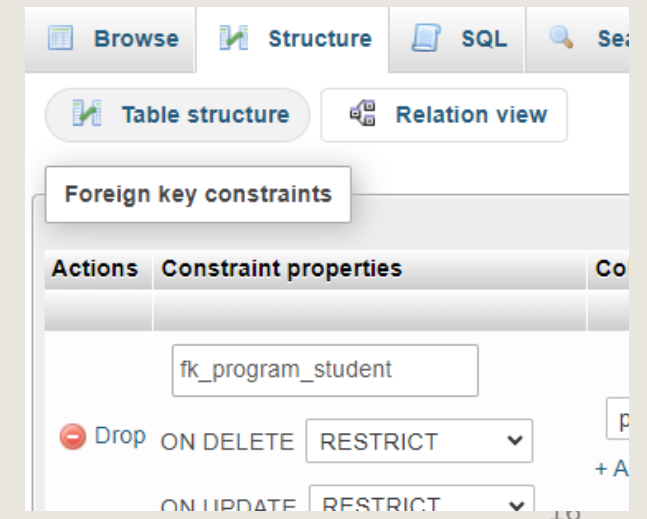 Browse Structure SQL
Table structure Relation view
Foreign key constraints
Actions Constraint properties
fk_program_student
Drop ON DELETE RESTRICT
+ A
ON UPDATE RESTRICT
16